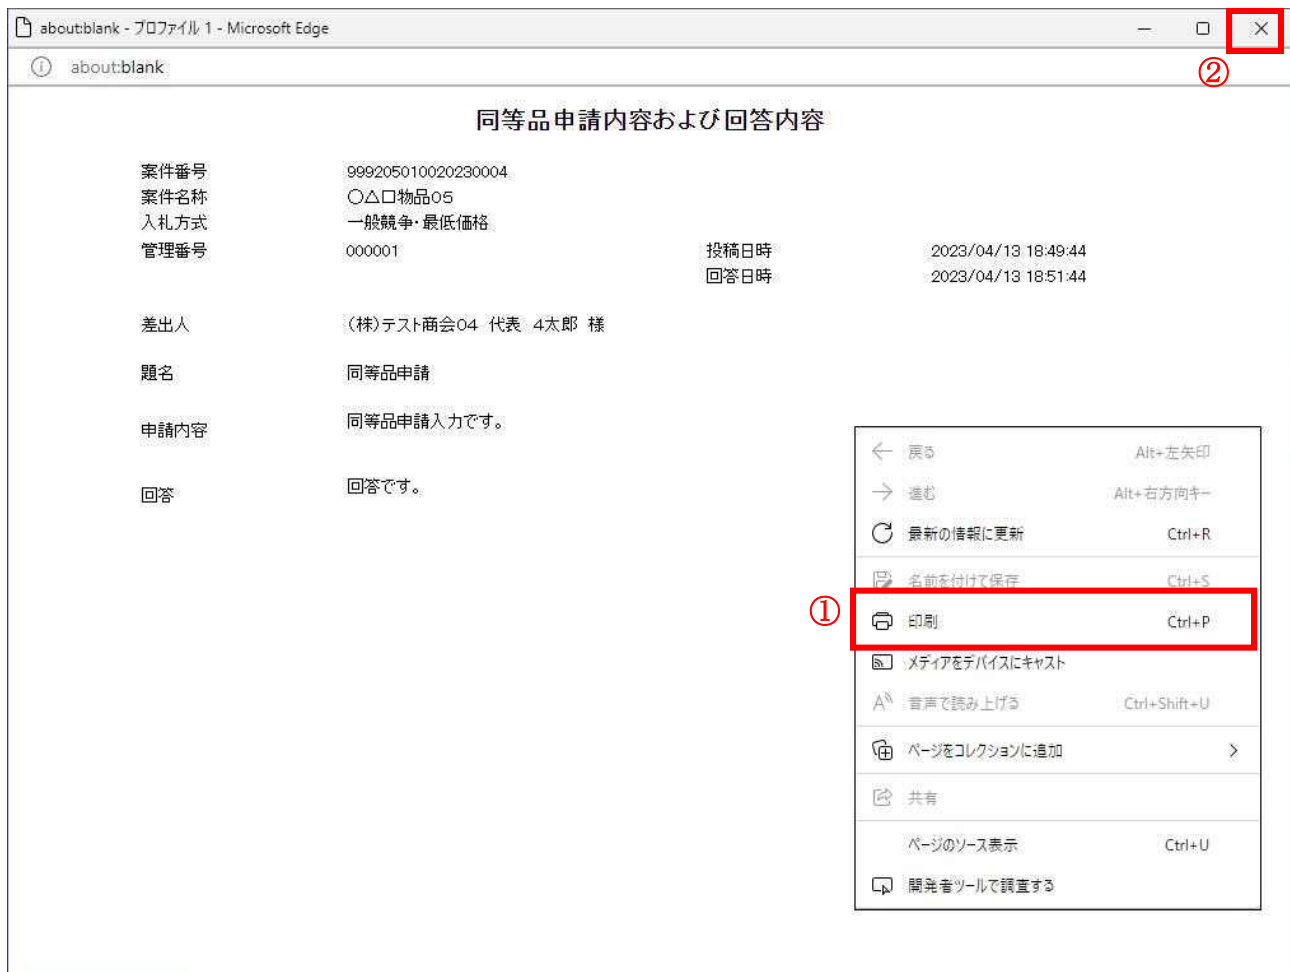 about:blank - プロファイル 1 - Microsoft Edge
②
about:blank
同等品申請内容および回答内容
案件番号 999205010020230004
案件名称 〇△□物品05
入札方式 一般競争・最低価格
管理番号 000001 投稿日時 2023/04/13 18:49:44
回答日時 2023/04/13 18:51:44
差出人 (株)テスト商会04 代表 4太郎 様
題名 同等品申請
申請内容 同等品申請入力です。
回答 回答です。
戻る Alt+左矢印
進む Alt+右方向キー
最新の情報に更新 Ctrl+R
名前を付けて保存 Ctrl+S
① 印刷 Ctrl+P
メディアをデバイスにキャスト
音声で読み上げる Ctrl+Shift+U
ページをコレクションに追加
共有
ページのソース表示 Ctrl+U
開発者ツールで調査する